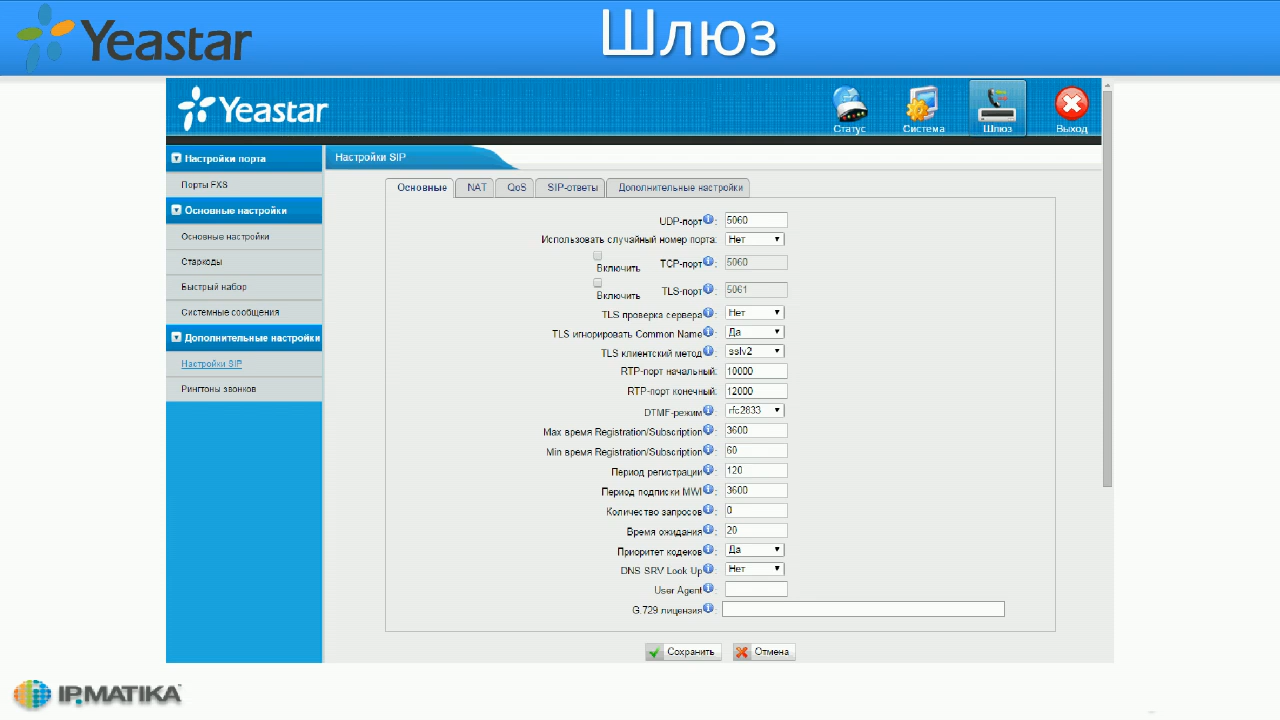 Yeastar
Шлюз
Yeastar
Статус
Система
Шлюз
Выход
Настройки порта
Порты FXS
Основные настройки
Основные настройки
Старкоды
Быстрый набор
Системные сообщения
Дополнительные настройки
Настройки SIP
Рингтоны звонков
Настройки SIP
Основные
NAT
QoS
SIP-ответы
Дополнительные настройки
UDP-порт: 5060
Использовать случайный номер порта: Нет
Включить TCP-порт: 5060
Включить TLS-порт: 5061
TLS проверка сервера: Нет
TLS игнорировать Common Name: Да
TLS клиентский метод: sslv2
RTP-порт начальный: 10000
RTP-порт конечный: 12000
DTMF-режим: rfc2833
Max время Registration/Subscription: 3600
Min время Registration/Subscription: 60
Период регистрации: 120
Период подписки MWI: 3600
Количество запросов: 0
Время ожидания: 20
Приоритет кодеков: Да
DNS SRV Look Up: Нет
User Agent:
G.729 лицензия:
Сохранить
Отмена
IPMATIKA